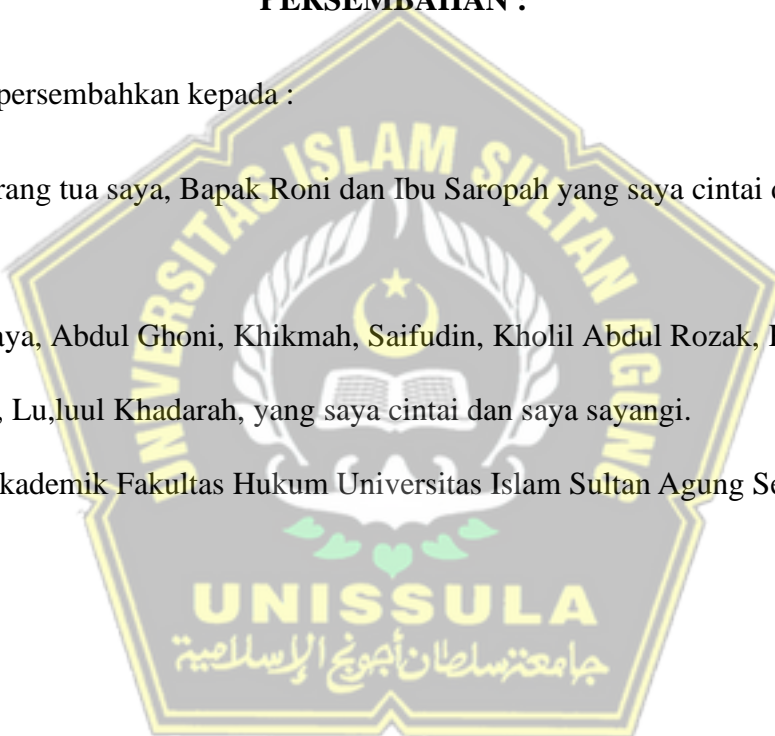 PERSEMBAHAN :
persembahkan kepada :
rang tua saya, Bapak Roni dan Ibu Saropah yang saya cintai
aya, Abdul Ghoni, Khikmah, Saifudin, Kholil Abdul Rozak,
, Lu,luul Khadarah, yang saya cintai dan saya sayangi.
kademik Fakultas Hukum Universitas Islam Sultan Agung Se
UNIVERSITAS ISLAM SULTAN AGUNG
UNISSULA
جامعتنسلطان أجونج الإسلامية